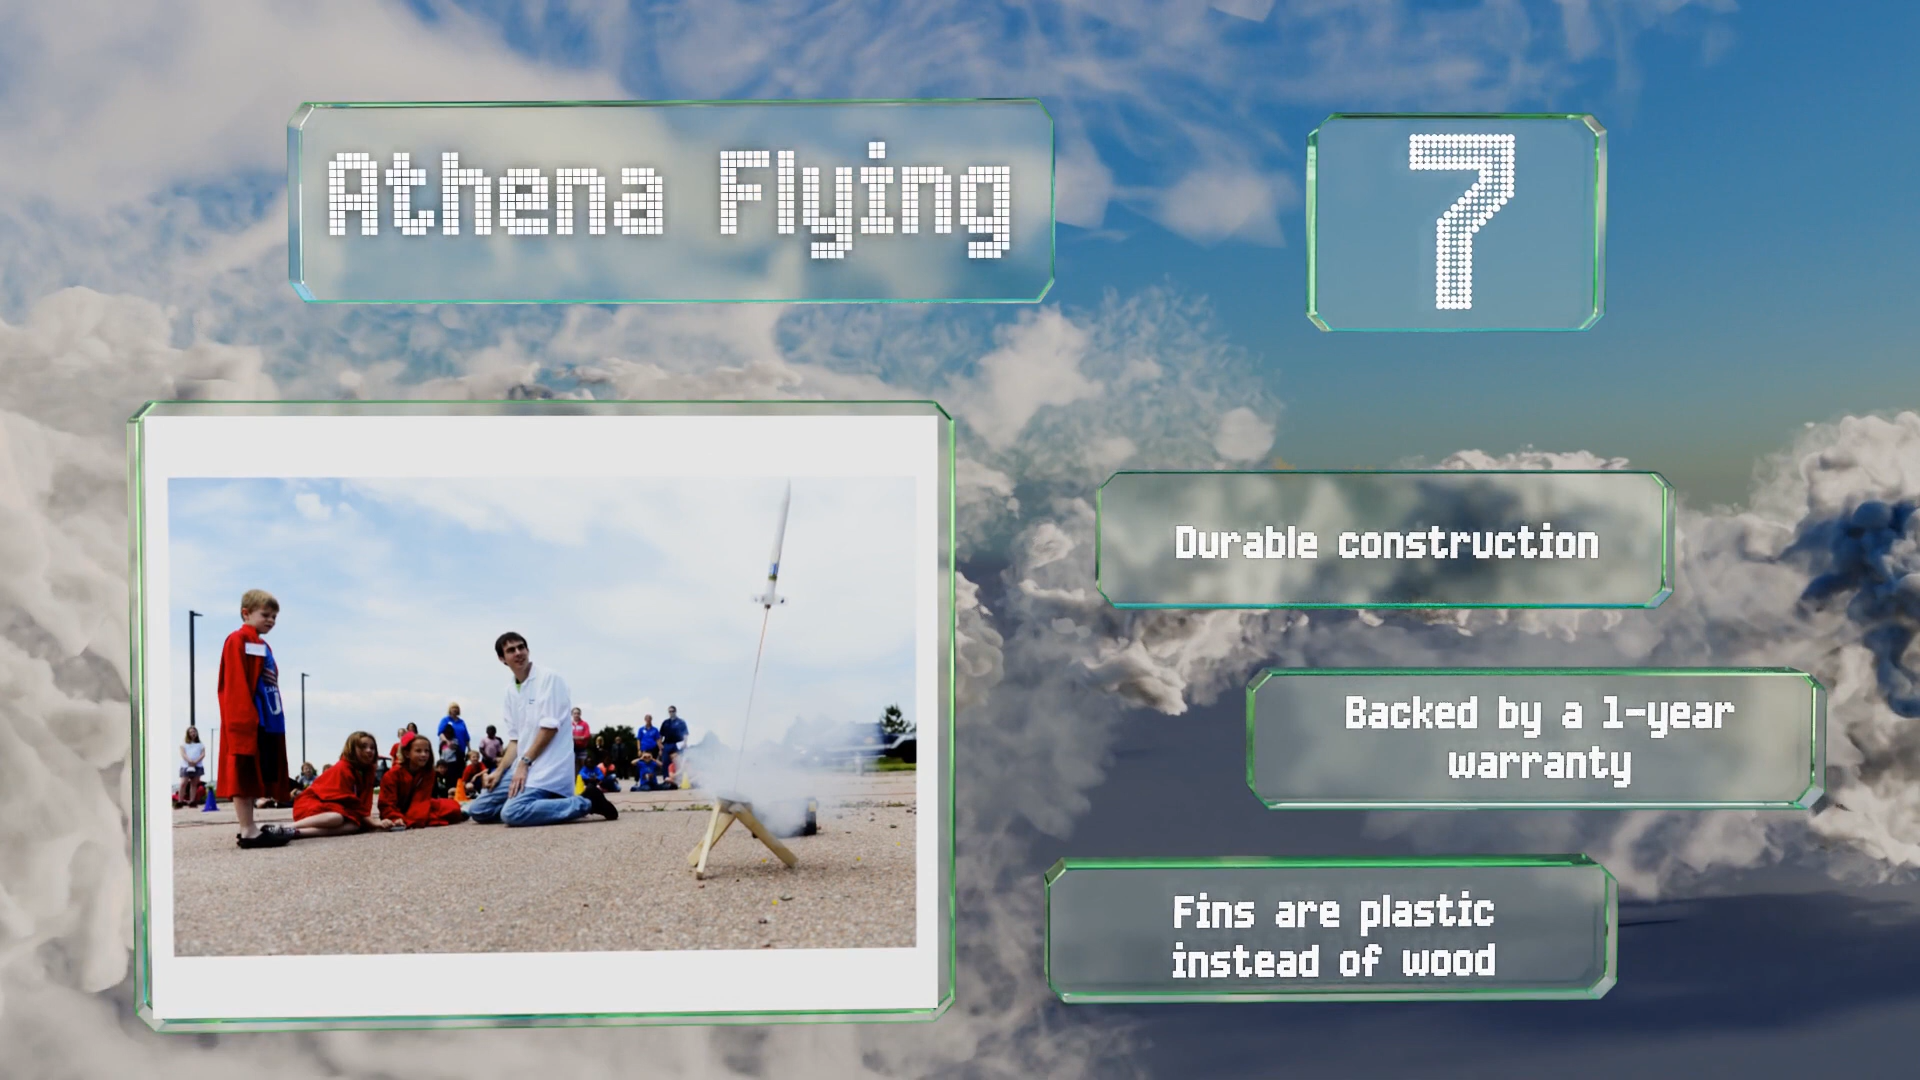 Athena Flying
7
Durable construction
Backed by a 1-year
warranty
Fins are plastic
instead of wood